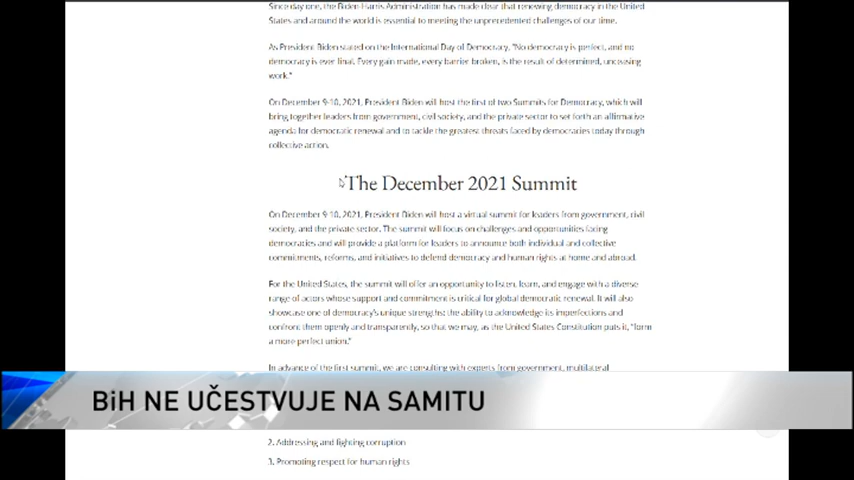 Since day one, the Biden-Harris Administration has made clear that renewing democracy in the United
States and around the world is essential to meeting the unprecedented challenges of our time.
As President Biden stated on the International Day of Democracy, "No democracy is perfect, and no
democracy is ever final. Every gain made, every barrier broken, is the result of determined, unceasing
work."
On December 9-10, 2021, President Biden will host the first of two Summits for Democracy, which will
bring together leaders from government, civil society, and the private sector to set forth an affirmative
agenda for democratic renewal and to tackle the greatest threats faced by democracies today through
collective action.
The December 2021 Summit
On December 9-10, 2021, President Biden will host a virtual summit for leaders from government, civil
society, and the private sector. The summit will focus on challenges and opportunities facing
democracies and will provide a platform for leaders to announce both individual and collective
commitments, reforms, and initiatives to defend democracy and human rights at home and abroad.
For the United States, the summit will offer an opportunity to listen, learn, and engage with a diverse
range of actors whose support and commitment is critical for global democratic renewal. It will also
showcase one of democracy's unique strengths: the ability to acknowledge its imperfections and
confront them openly and transparently, so that we may, as the United States Constitution puts it, "form
a more perfect union."
In advance of the first summit, we are consulting with experts from government, multilateral
BiH NE UČESTVUJE NA SAMITU
2. Addressing and fighting corruption
3. Promoting respect for human rights